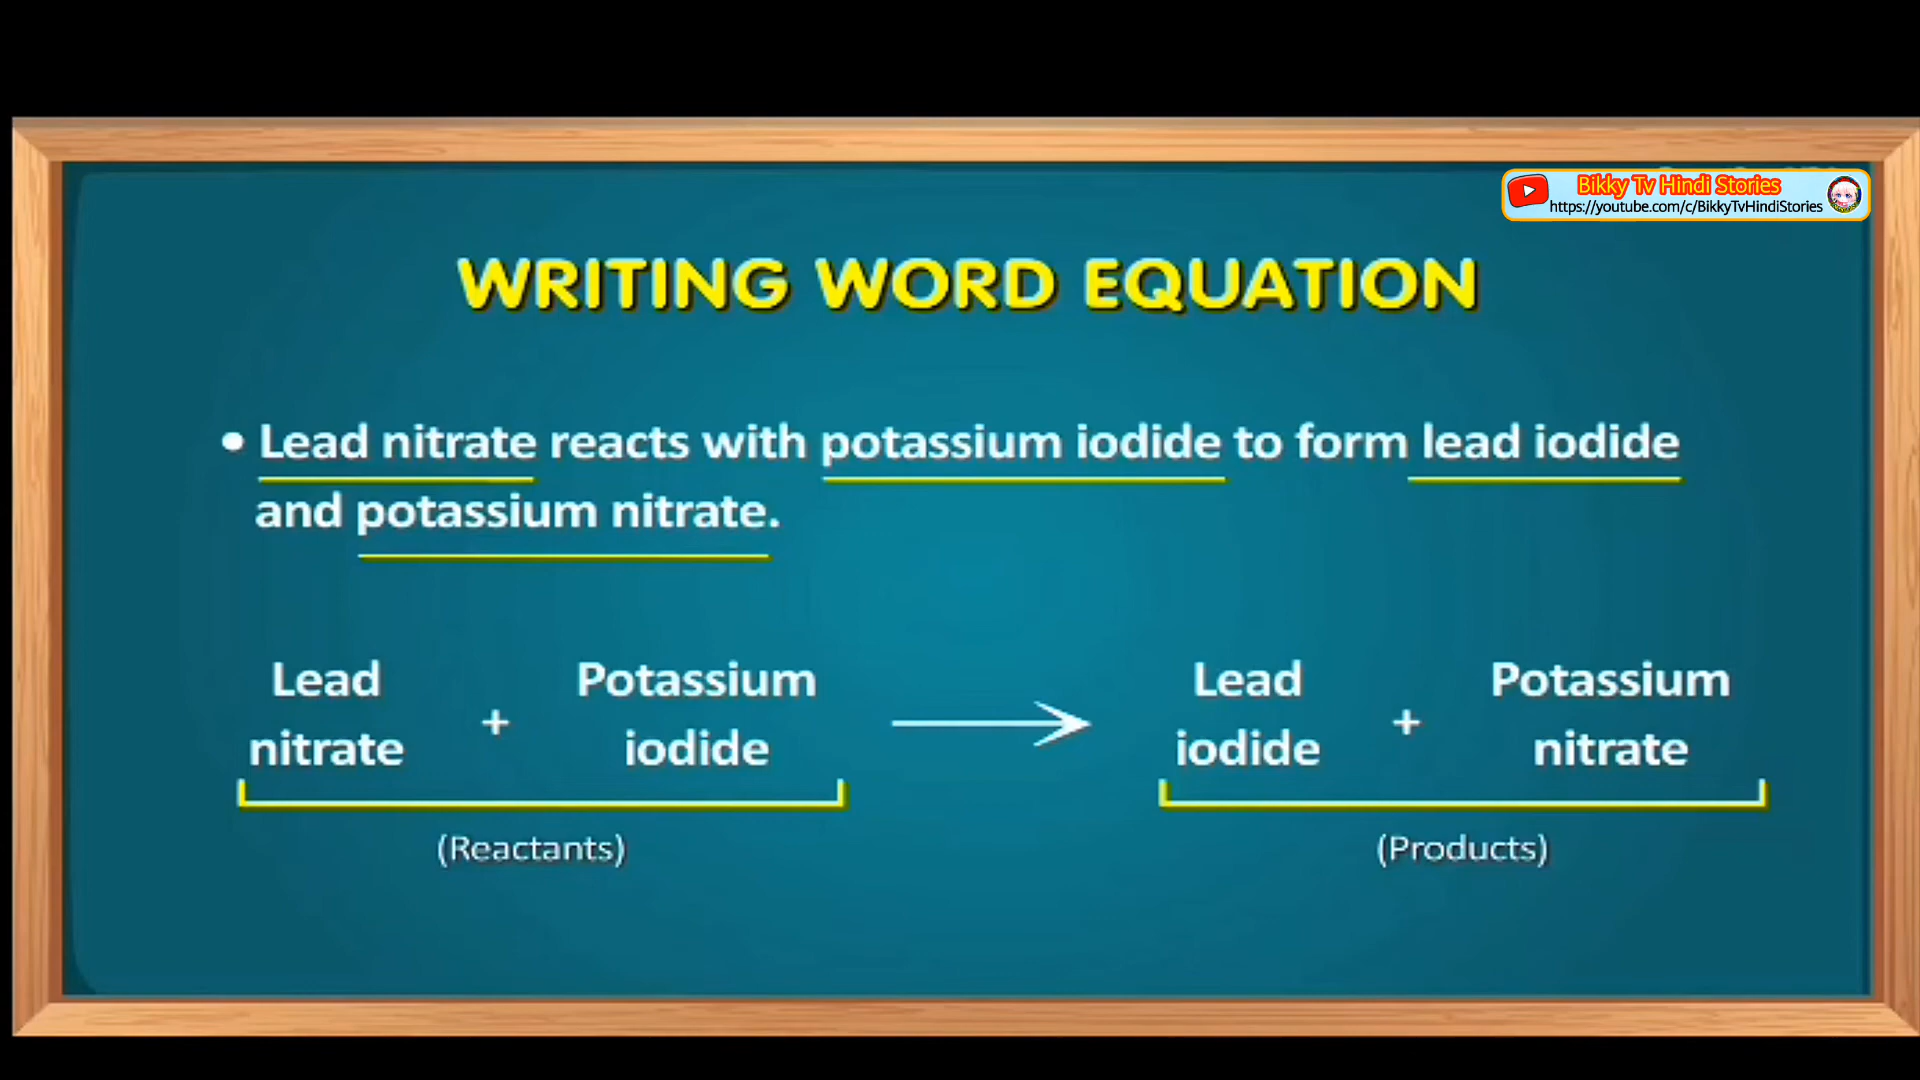 Bikky Tv Hindi Stories
https://youtube.com/c/BikkyTvHindiStories
WRITING WORD EQUATION
• Lead nitrate reacts with potassium iodide to form lead iodide
and potassium nitrate.
Lead nitrate + Potassium iodide → Lead iodide + Potassium nitrate
(Reactants) (Products)